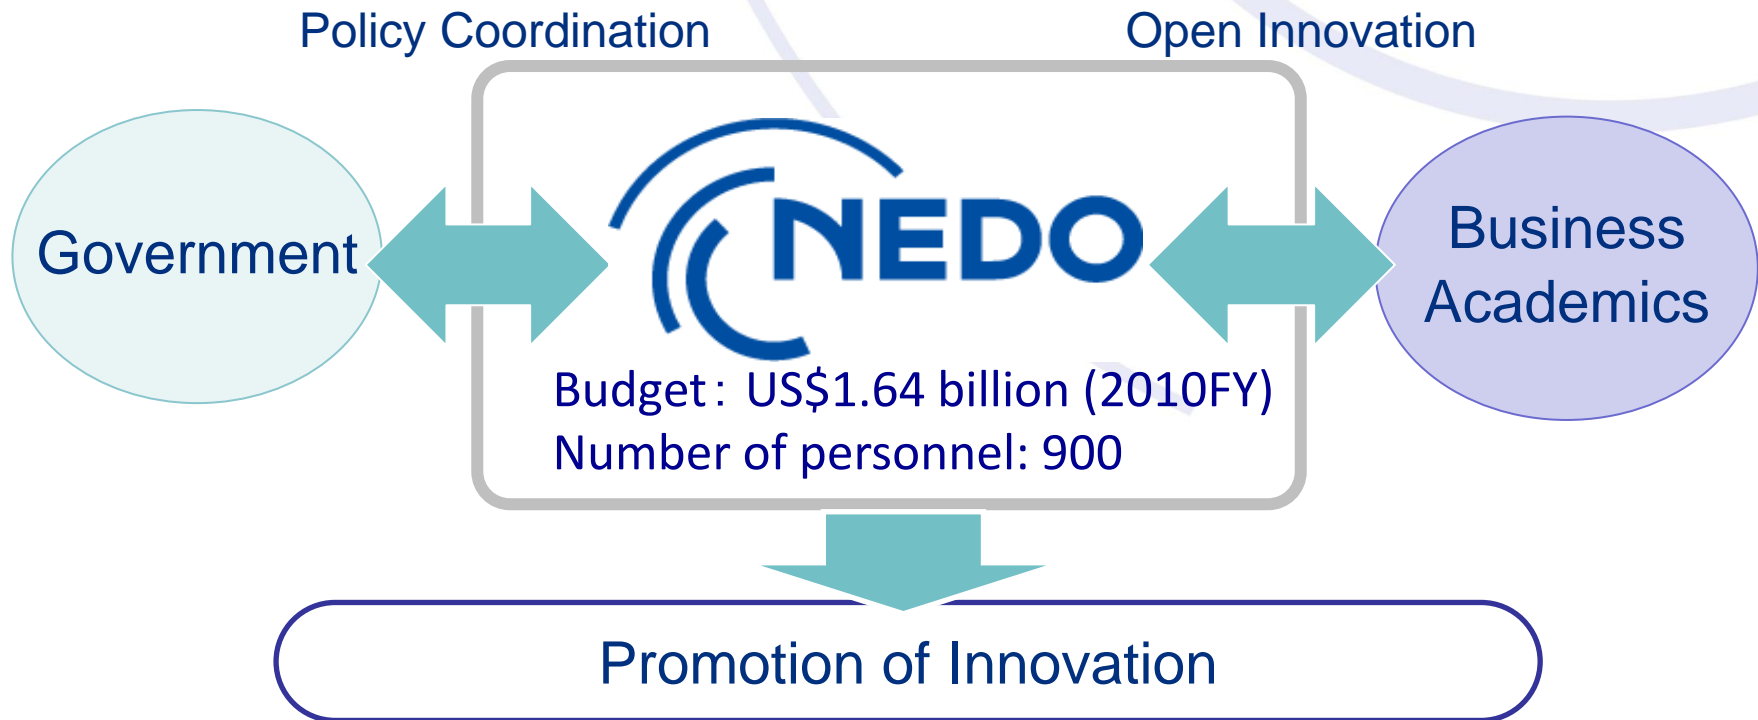 Policy Coordination
Open Innovation
Government
NEDO
Business
Academics
Budget：US$1.64 billion (2010FY)
Number of personnel: 900
Promotion of Innovation